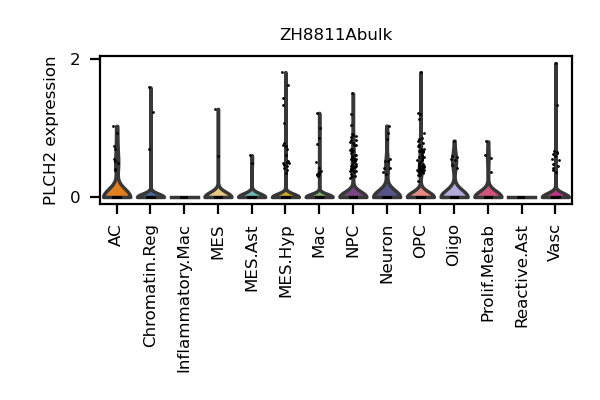 ZH8811Abulk
PLCH2 expression
2
0
AC
Chromatin.Reg
Inflammatory.Mac
MES
MES.Ast
MES.Hyp
Mac
NPC
Neuron
OPC
Oligo
Prolif.Metab
Reactive.Ast
Vasc